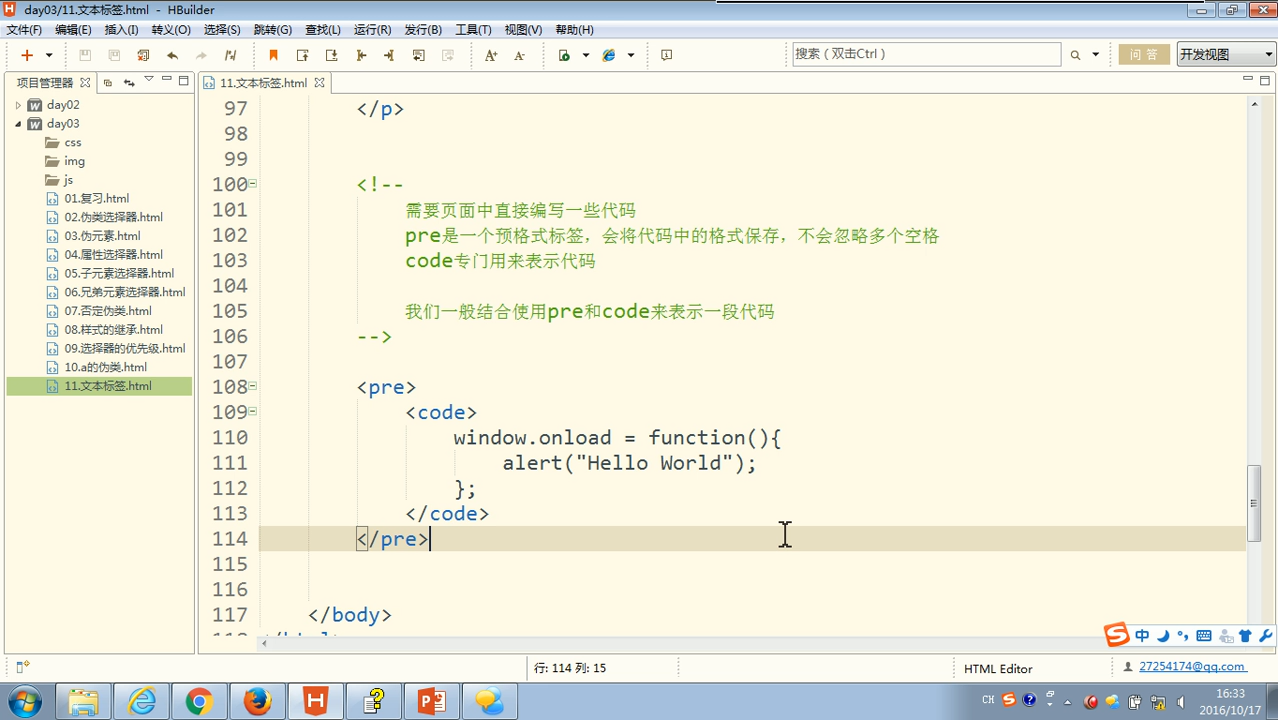 day03/11.文本标签.html - HBuilder
文件(F) 编辑(E) 插入(I) 转义(O) 选择(S) 跳转(G) 查找(L) 运行(R) 发行(B) 工具(T) 视图(V) 帮助(H)
搜索（双击Ctrl）
问 答
开发视图
项目管理器
11.文本标签.html
day02
day03
css
img
js
01.复习.html
02.伪类选择器.html
03.伪元素.html
04.属性选择器.html
05.子元素选择器.html
06.兄弟元素选择器.html
07.否定伪类.html
08.样式的继承.html
09.选择器的优先级.html
10.a的伪类.html
11.文本标签.html
97 </p>
98
99
100 <!--
101 需要页面中直接编写一些代码
102 pre是一个预格式标签，会将代码中的格式保存，不会忽略多个空格
103 code专门用来表示代码
104
105 我们一般结合使用pre和code来表示一段代码
106 -->
107
108 <pre>
109 <code>
110 window.onload = function(){
111 alert("Hello World");
112 };
113 </code>
114 </pre>
115
116
117 </body>
中
行: 114 列: 15
HTML Editor
27254174@qq.com
CH
16:33
2016/10/17